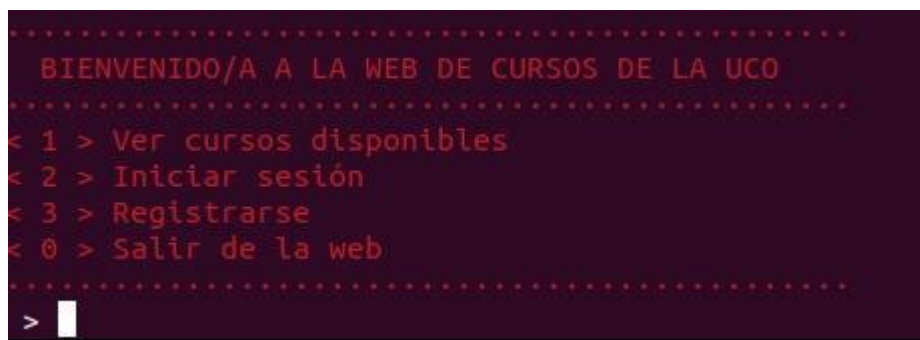 ................................................
BIENVENIDO/A A LA WEB DE CURSOS DE LA UCO
................................................
< 1 > Ver cursos disponibles
< 2 > Iniciar sesión
< 3 > Registrarse
< 0 > Salir de la web
................................................
>